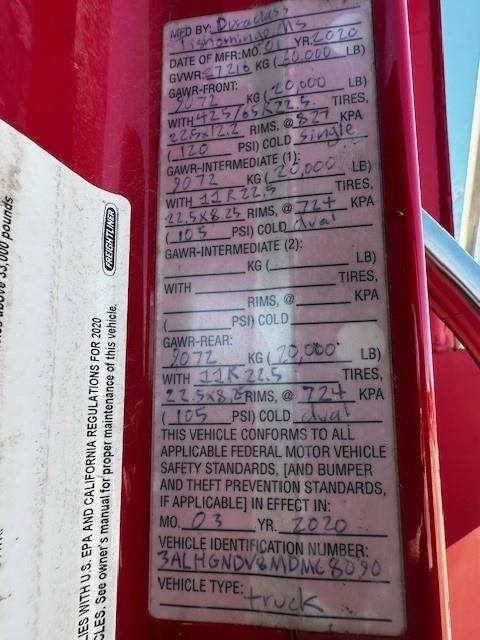 MFD BY: Duraclass
Tishomingo MS
DATE OF MFR: MO. 01 YR. 2020
GVWR: 27216 KG ( 60,000 LB)
GAWR-FRONT:
9072 KG ( 20,000 LB)
WITH 425/65R22.5 TIRES,
22.5x12.2 RIMS, @ 827 KPA
( 120 PSI) COLD single
GAWR-INTERMEDIATE (1):
9072 KG ( 20,000 LB)
WITH 11R22.5 TIRES,
22.5x8.25 RIMS, @ 724 KPA
( 105 PSI) COLD dual
GAWR-INTERMEDIATE (2):
KG ( LB)
WITH TIRES,
RIMS, @ KPA
( PSI) COLD
GAWR-REAR:
9072 KG ( 20,000 LB)
WITH 11R22.5 TIRES,
22.5x8.25 RIMS, @ 724 KPA
( 105 PSI) COLD dual
THIS VEHICLE CONFORMS TO ALL
APPLICABLE FEDERAL MOTOR VEHICLE
SAFETY STANDARDS, [AND BUMPER
AND THEFT PREVENTION STANDARDS,
IF APPLICABLE] IN EFFECT IN:
MO. 03 YR. 2020
VEHICLE IDENTIFICATION NUMBER:
3ALHGNDV8MDMG8090
VEHICLE TYPE: truck
above 33,000 pounds
FREIGHTLINER
IES WITH U.S. EPA AND CALIFORNIA REGULATIONS FOR 2020
CLES. See owner's manual for proper maintenance of this vehicle.